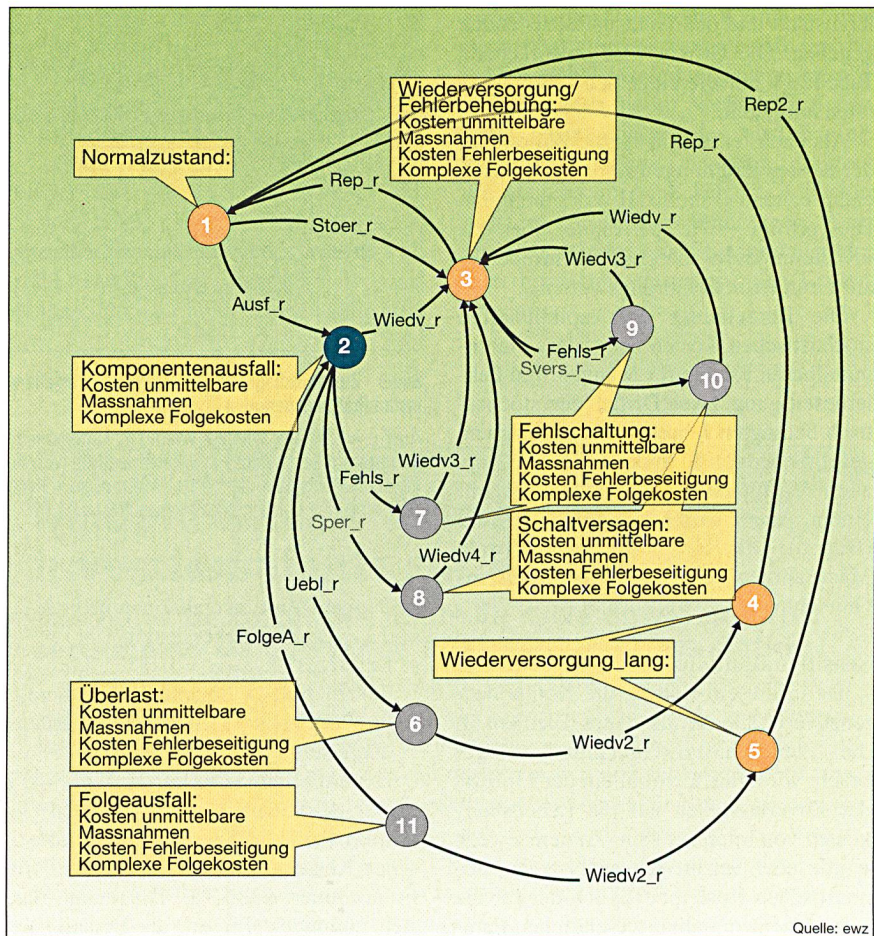 Wiederversorgung/
Fehlerbehebung:
Kosten unmittelbare
Massnahmen
Kosten Fehlerbeseitigung
Komplexe Folgekosten
Rep2_r
Rep_r
Normalzustand:
Rep_r
1
Stoer_r
Wiedv_r
Wiedv3_r
3
Ausf_r
Wiedv_r
9
2
Fehls_r
Svers_r
10
Komponentenausfall:
Kosten unmittelbare
Massnahmen
Komplexe Folgekosten
Fehlschaltung:
Kosten unmittelbare
Massnahmen
Kosten Fehlerbeseitigung
Komplexe Folgekosten
Wiedv3_r
Fehls_r
7
Sper_r
Schaltversagen:
Kosten unmittelbare
Massnahmen
Kosten Fehlerbeseitigung
Komplexe Folgekosten
Wiedv4_r
Uebl_r
8
4
FolgeA_r
Wiederversorgung_lang:
Überlast:
Kosten unmittelbare
Massnahmen
Kosten Fehlerbeseitigung
Komplexe Folgekosten
6
Wiedv2_r
5
Folgeausfall:
Kosten unmittelbare
Massnahmen
Kosten Fehlerbeseitigung
Komplexe Folgekosten
11
Wiedv2_r
Quelle: ewz